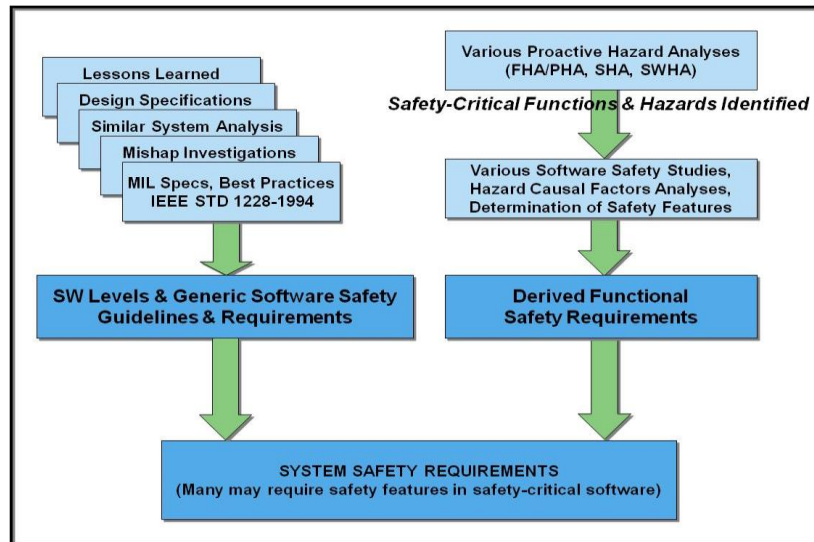 Lessons Learned
Design Specifications
Similar System Analysis
Mishap Investigations
MIL Specs, Best Practices
IEEE STD 1228-1994
SW Levels & Generic Software Safety
Guidelines & Requirements
Various Proactive Hazard Analyses
(FHA/PHA, SHA, SWHA)
Safety-Critical Functions & Hazards Identified
Various Software Safety Studies,
Hazard Causal Factors Analyses,
Determination of Safety Features
Derived Functional
Safety Requirements
SYSTEM SAFETY REQUIREMENTS
(Many may require safety features in safety-critical software)